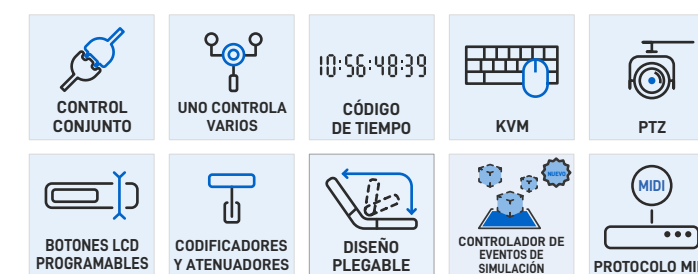 CONTROL
CONJUNTO
UNO CONTROLA
VARIOS
10:56:48:39
CÓDIGO
DE TIEMPO
KVM
PTZ
BOTONES LCD
PROGRAMABLES
CODIFICADORES
Y ATENUADORES
DISEÑO
PLEGABLE
NUEVO
CONTROLADOR DE
EVENTOS DE
SIMULACIÓN
MIDI
PROTOCOLO MI